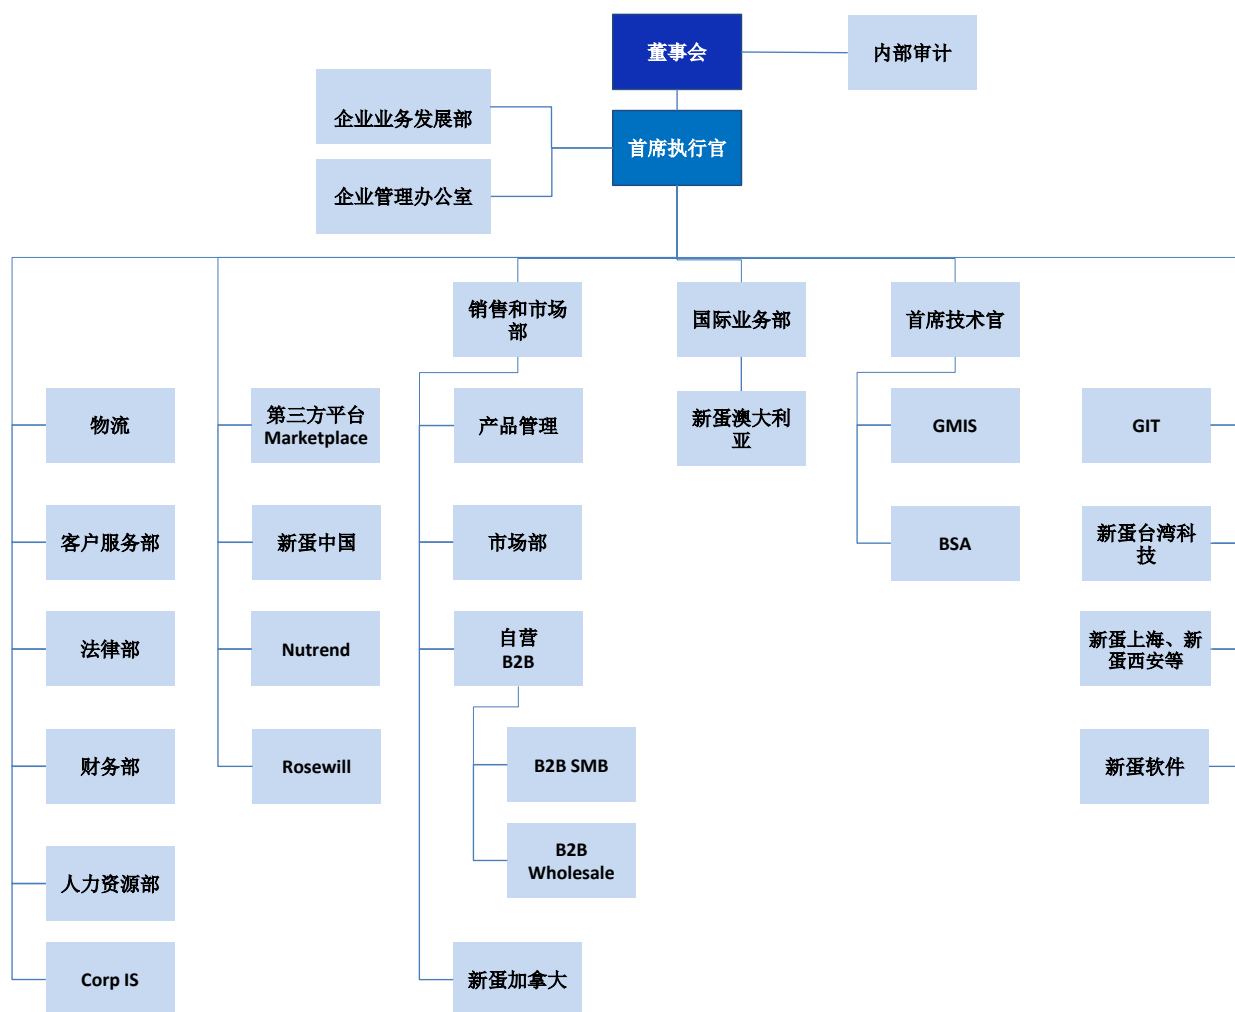 董事会
内部审计
企业业务发展部
首席执行官
企业管理办公室
销售和市场
部
国际业务部
首席技术官
物流
第三方平台
Marketplace
产品管理
新蛋澳大利
亚
GMIS
GIT
客户服务部
新蛋中国
市场部
BSA
新蛋台湾科
技
法律部
Nutrend
自营
B2B
新蛋上海、新
蛋西安等
财务部
Rosewill
B2B SMB
新蛋软件
人力资源部
B2B
Wholesale
Corp IS
新蛋加拿大